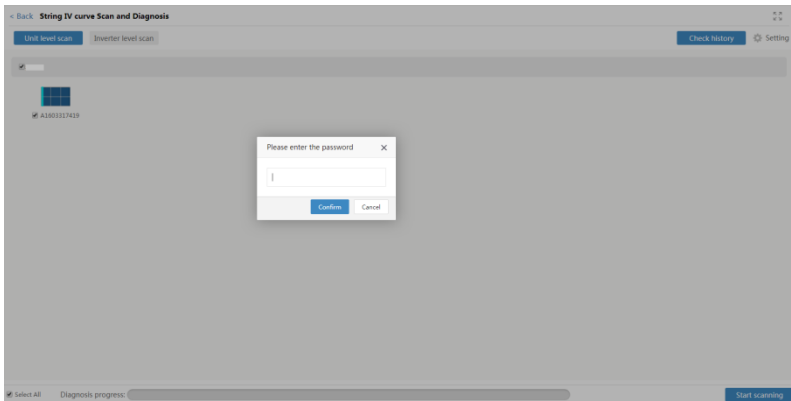 < Back String IV curve Scan and Diagnosis
Unit level scan Inverter level scan Check history Setting
A1603317419
Please enter the password ×
Confirm Cancel
Select All Diagnosis progress: Start scanning